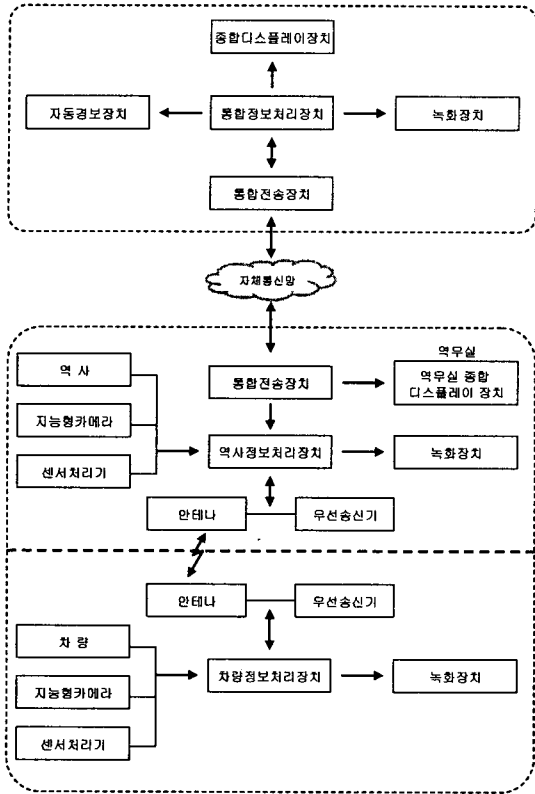 종합디스플레이장치
자동경보장치
통합정보처리장치
녹화장치
통합전송장치
자체통신망
역무실
역 사
통합전송장치
역무실 종합
디스플레이 장치
지능형카메라
역사정보처리장치
녹화장치
센서처리기
안테나
무선송신기
안테나
무선송신기
차 량
차량정보처리장치
녹화장치
지능형카메라
센서처리기